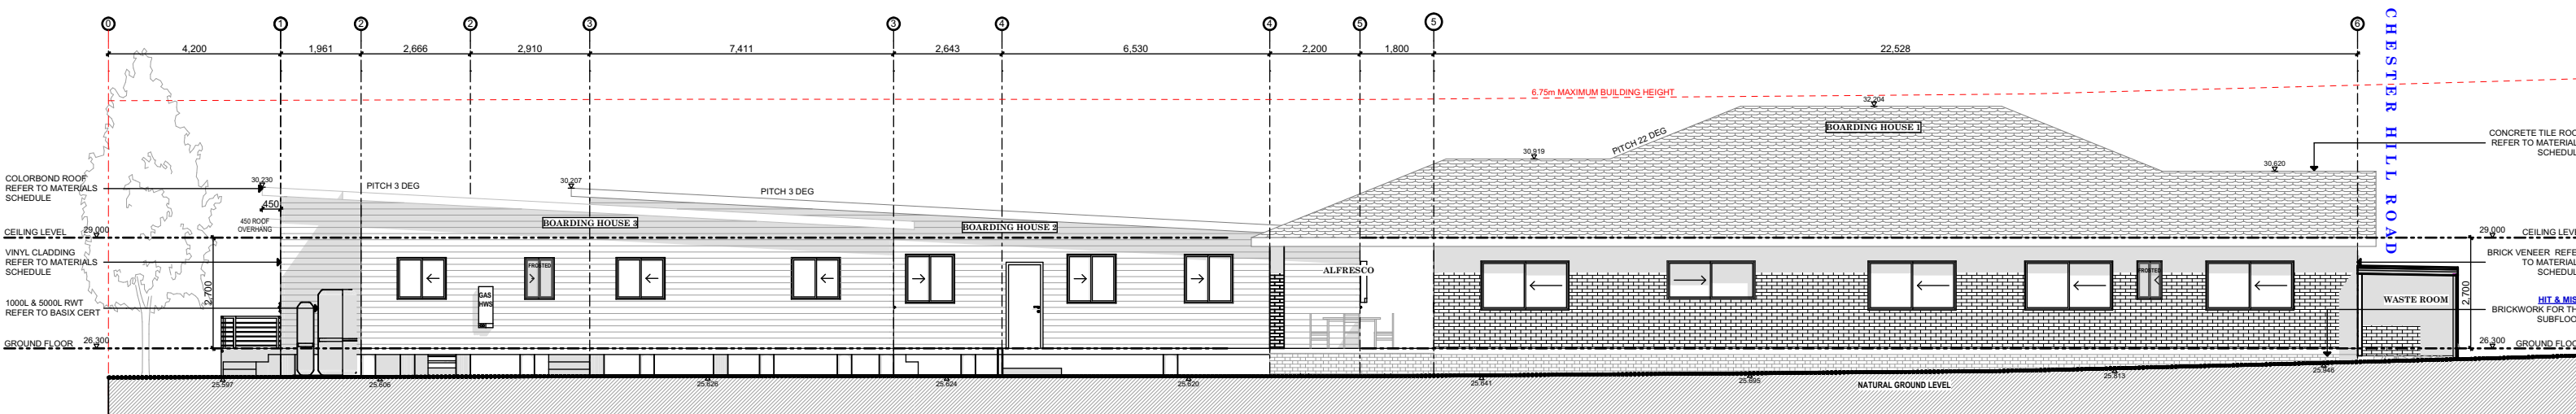 0
1
2
2
3
3
4
4
5
5
6
4,200
1,961
2,666
2,910
7,411
2,643
6,530
2,200
1,800
22,528
CHESTER HILL ROAD
6.75m MAXIMUM BUILDING HEIGHT
32.204
BOARDING HOUSE 1
PITCH 22 DEG
30.919
30.620
CONCRETE TILE ROO
REFER TO MATERIAL
SCHEDUL
COLORBOND ROOF
REFER TO MATERIALS
SCHEDULE
30.230
PITCH 3 DEG
30.207
PITCH 3 DEG
450
450 ROOF
OVERHANG
BOARDING HOUSE 3
BOARDING HOUSE 2
CEILING LEVEL
29.000
29.000
CEILING LEVE
VINYL CLADDING
REFER TO MATERIALS
SCHEDULE
FROSTED
ALFRESCO
FROSTED
BRICK VENEER REFE
TO MATERIAL
SCHEDUL
2,700
GAS
HWS
1000L & 5000L RWT
REFER TO BASIX CERT
WASTE ROOM
2,700
HIT & MIS
BRICKWORK FOR TH
SUBFLOO
GROUND FLOOR
26.300
26.300
GROUND FLOO
25.597
25.606
25.626
25.624
25.620
25.641
25.695
25.813
25.946
NATURAL GROUND LEVEL